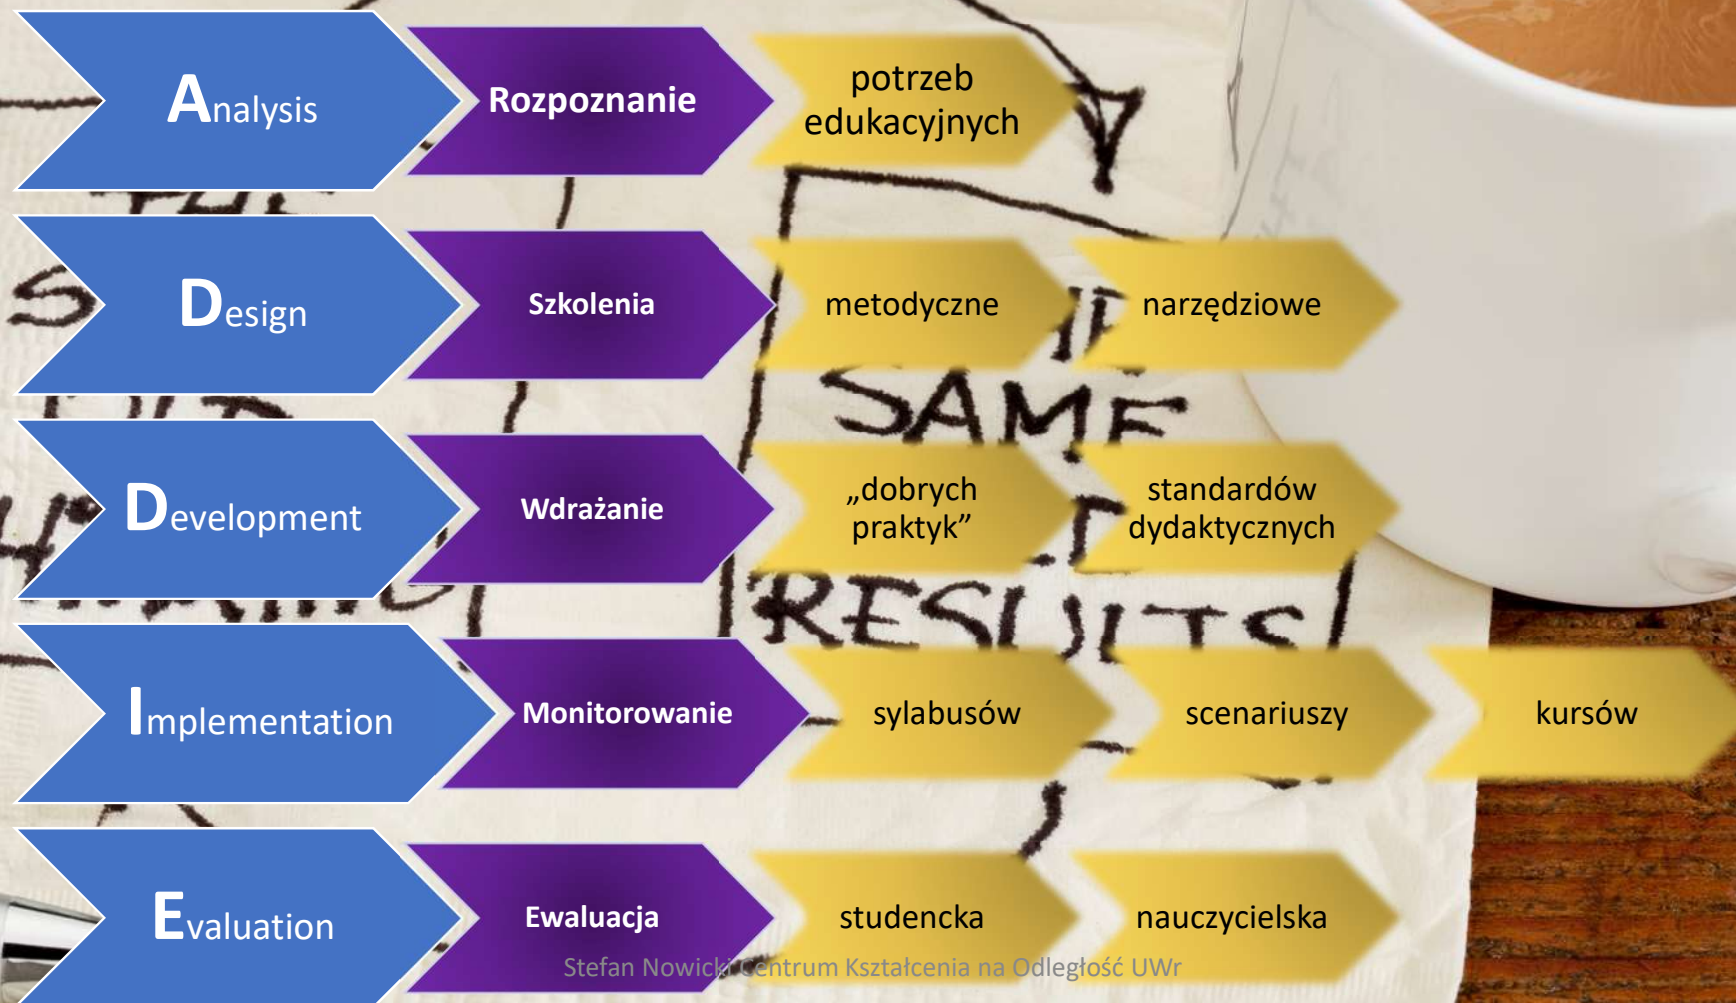 Analysis
Rozpoznanie
potrzeb
edukacyjnych
Design
Szkolenia
metodyczne
narzędziowe
SAME
Development
Wdrażanie
„dobrych
praktyk”
standardów
dydaktycznych
RESULTS
Implementation
Monitorowanie
sylabusów
scenariuszy
kursów
Evaluation
Ewaluacja
studencka
nauczycielska
Stefan Nowicki Centrum Kształcenia na Odległość UWr